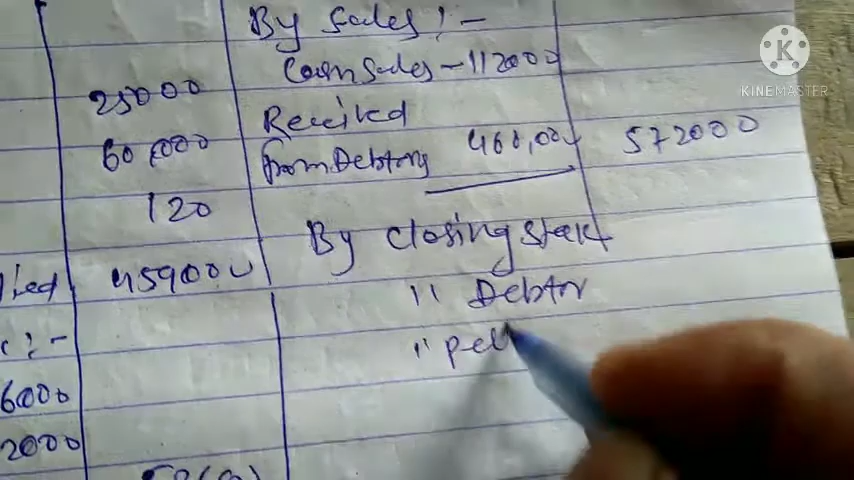 By Sales :-
Cash Sales - 112000
25000
Received
60,000
from Debtors 460,000
572000
120
By Closing Stock
lied 459000
" Debtor
:-
" Pet
6000
2000
K
KINEMASTER